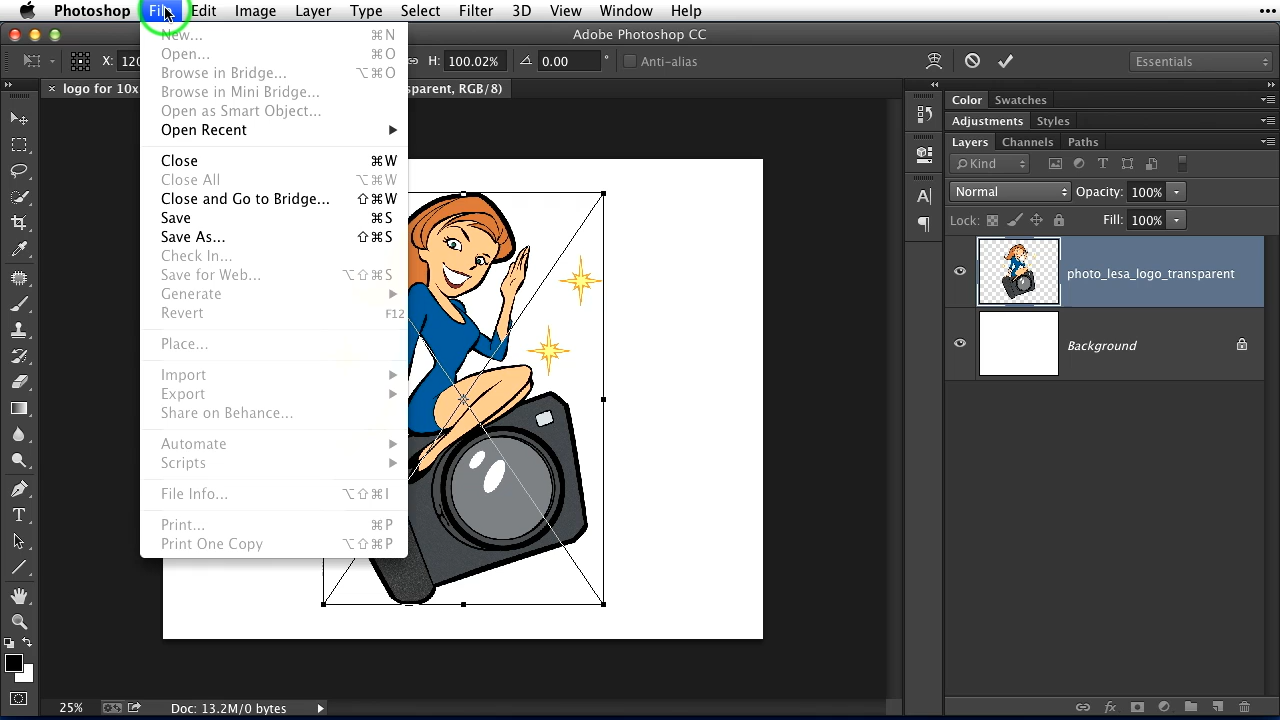 Photoshop File Edit Image Layer Type Select Filter 3D View Window Help
Adobe Photoshop CC
X: 120 H: 100.02% 0.00 ° Anti-alias Essentials
× logo for 10x sparent, RGB/8)
New... ⌘N
Open... ⌘O
Browse in Bridge... ⌥⌘O
Browse in Mini Bridge...
Open as Smart Object...
Open Recent
Close ⌘W
Close All ⌥⌘W
Close and Go to Bridge... ⇧⌘W
Save ⌘S
Save As... ⇧⌘S
Check In...
Save for Web... ⌥⇧⌘S
Generate
Revert F12
Place...
Import
Export
Share on Behance...
Automate
Scripts
File Info... ⌥⇧⌘I
Print... ⌘P
Print One Copy ⌥⇧⌘P
Color Swatches
Adjustments Styles
Layers Channels Paths
Kind
Normal Opacity: 100%
Lock: Fill: 100%
photo_lesa_logo_transparent
Background
25% Doc: 13.2M/0 bytes